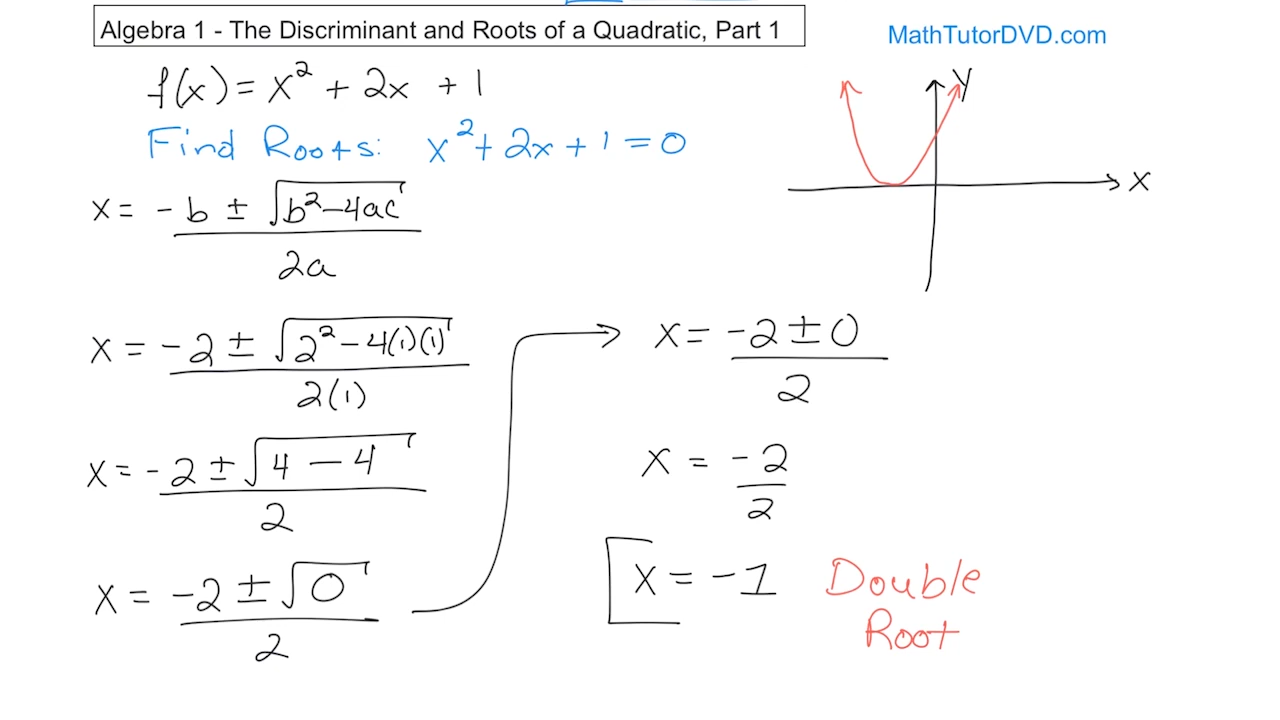 Algebra 1 - The Discriminant and Roots of a Quadratic, Part 1
MathTutorDVD.com
f(x) = x² + 2x + 1
Find Roots: x² + 2x + 1 = 0
y
x
x = -b ± √(b²-4ac) / 2a
x = -2 ± √(2²-4(1)(1)) / 2(1)
x = -2 ± √(4 - 4) / 2
x = -2 ± √0 / 2
x = -2 ± 0 / 2
x = -2 / 2
x = -1
Double
Root